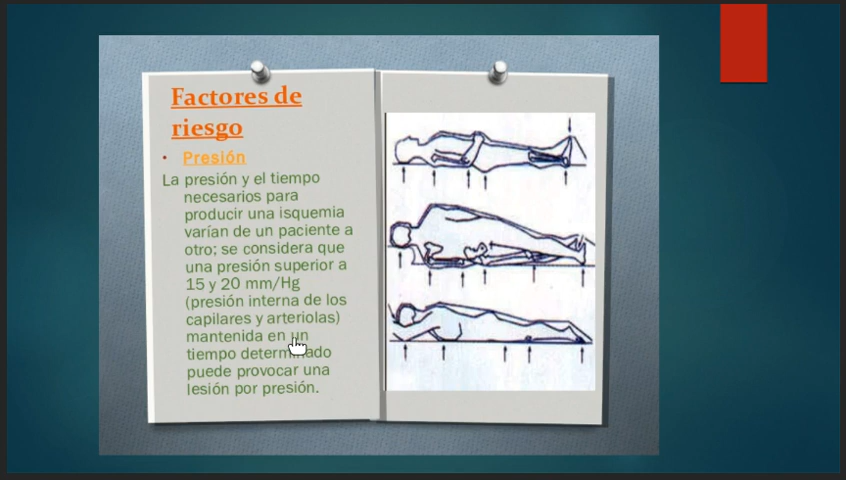 Factores de
riesgo
• Presión
La presión y el tiempo
necesarios para
producir una isquemia
varían de un paciente a
otro; se considera que
una presión superior a
15 y 20 mm/Hg
(presión interna de los
capilares y arteriolas)
mantenida en un
tiempo determinado
puede provocar una
lesión por presión.